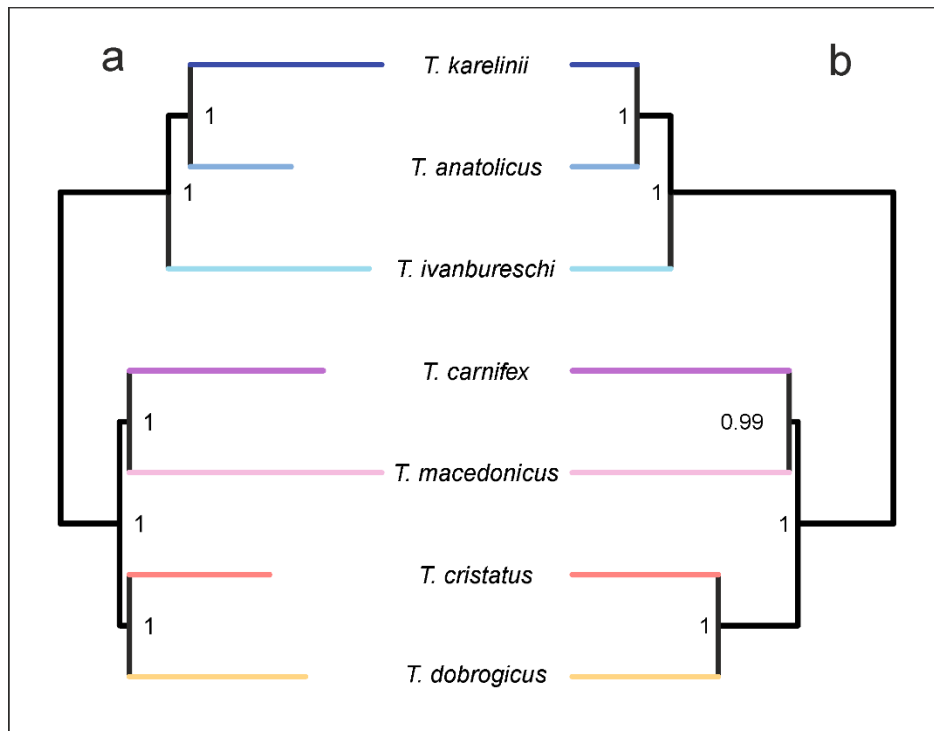 a
b
T. karelinii
1
1
T. anatolicus
1
1
T. ivanbureschi
T. carnifex
1
0.99
T. macedonicus
1
1
T. cristatus
1
1
T. dobrogicus